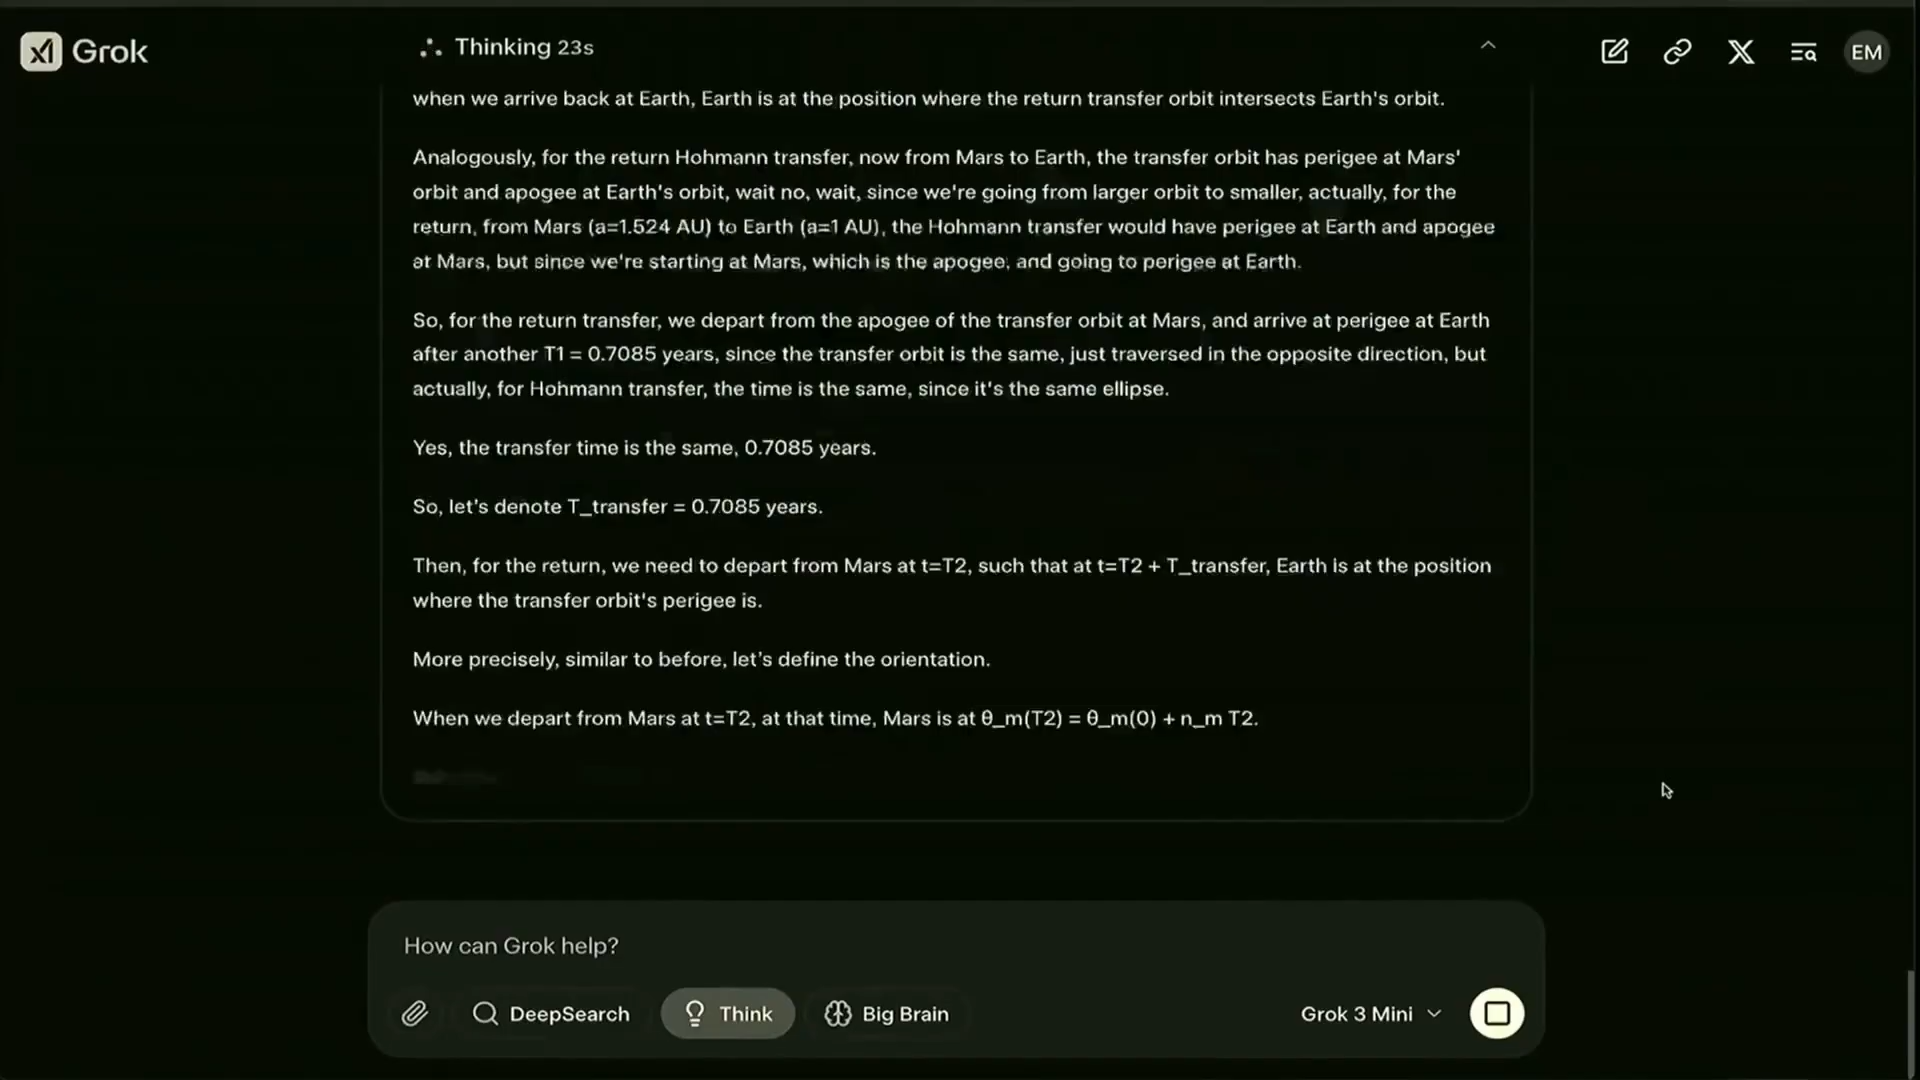 Grok
Thinking 23s
EM
when we arrive back at Earth, Earth is at the position where the return transfer orbit intersects Earth's orbit.
Analogously, for the return Hohmann transfer, now from Mars to Earth, the transfer orbit has perigee at Mars'
orbit and apogee at Earth's orbit, wait no, wait, since we're going from larger orbit to smaller, actually, for the
return, from Mars (a=1.524 AU) to Earth (a=1 AU), the Hohmann transfer would have perigee at Earth and apogee
at Mars, but since we're starting at Mars, which is the apogee, and going to perigee at Earth.
So, for the return transfer, we depart from the apogee of the transfer orbit at Mars, and arrive at perigee at Earth
after another T1 = 0.7085 years, since the transfer orbit is the same, just traversed in the opposite direction, but
actually, for Hohmann transfer, the time is the same, since it's the same ellipse.
Yes, the transfer time is the same, 0.7085 years.
So, let's denote T_transfer = 0.7085 years.
Then, for the return, we need to depart from Mars at t=T2, such that at t=T2 + T_transfer, Earth is at the position
where the transfer orbit's perigee is.
More precisely, similar to before, let's define the orientation.
When we depart from Mars at t=T2, at that time, Mars is at θ_m(T2) = θ_m(0) + n_m T2.
How can Grok help?
DeepSearch
Think
Big Brain
Grok 3 Mini